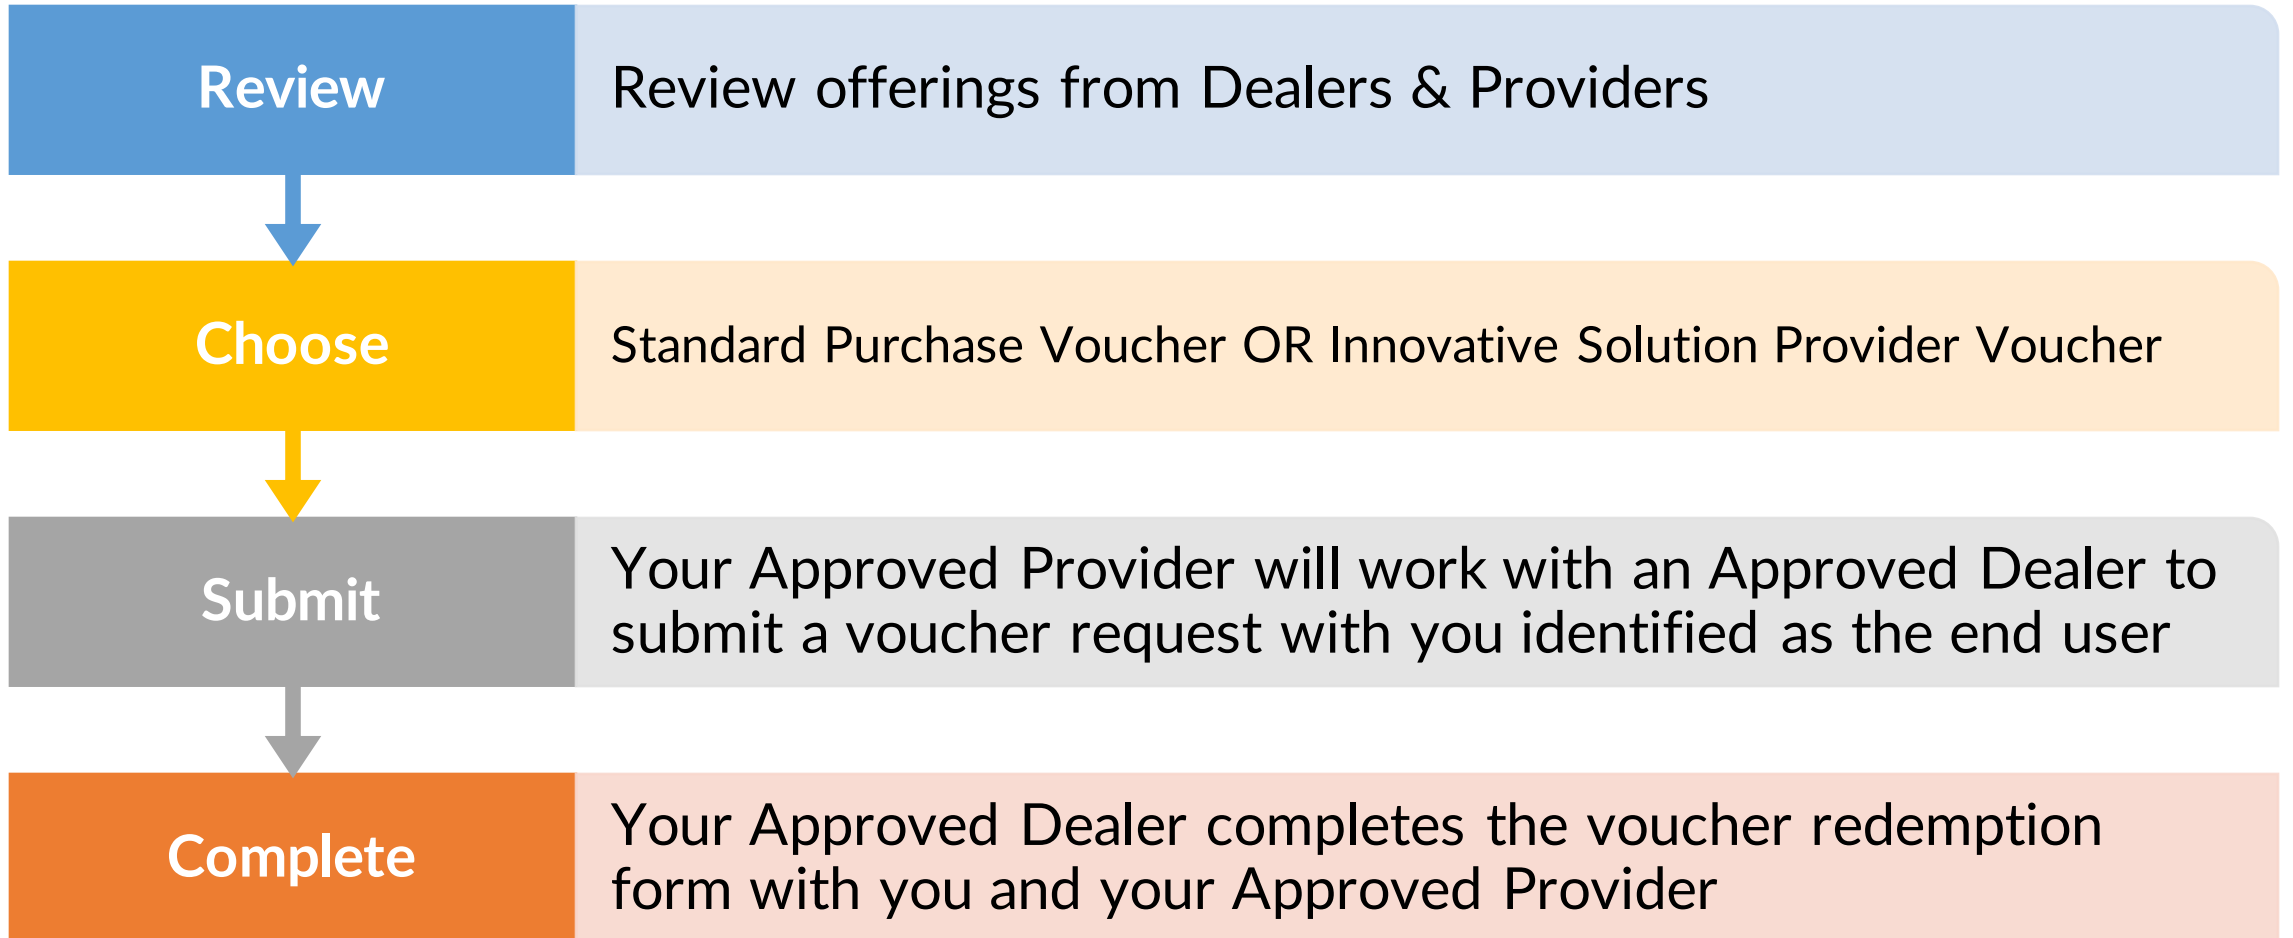 Review
Review offerings from Dealers & Providers
Choose
Standard Purchase Voucher OR Innovative Solution Provider Voucher
Submit
Your Approved Provider will work with an Approved Dealer to
submit a voucher request with you identified as the end user
Complete
Your Approved Dealer completes the voucher redemption
form with you and your Approved Provider